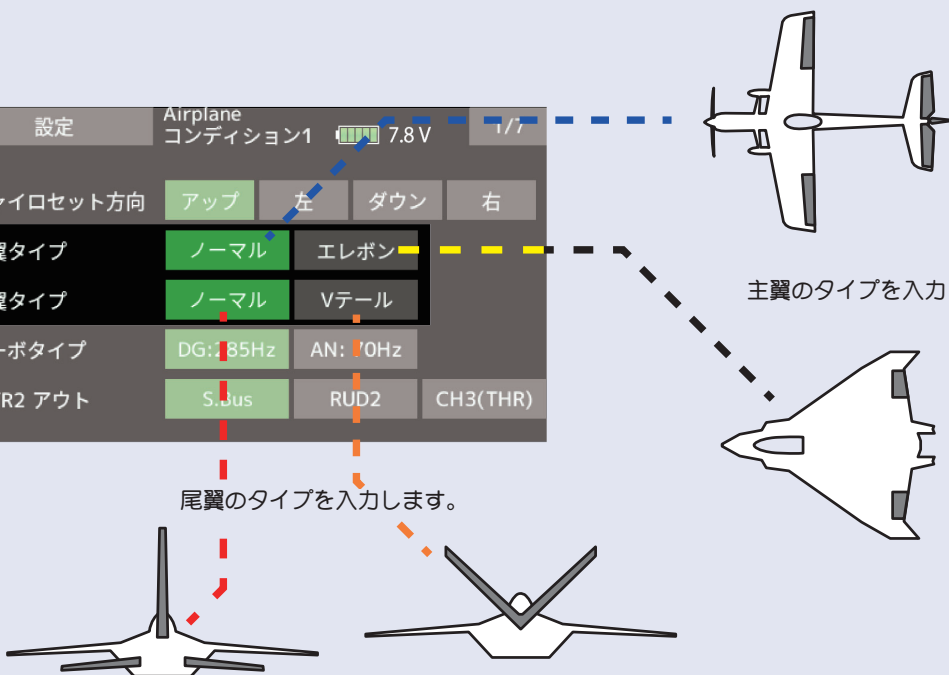 設定
Airplane
コンディション1 7.8 V 1/7
イロセット方向 アップ 左 ダウン 右
翼タイプ ノーマル エレボン
翼タイプ ノーマル Vテール
ーボタイプ DG:285Hz AN: 70Hz
R2 アウト S.Bus RUD2 CH3(THR)
主翼のタイプを入力
尾翼のタイプを入力します。